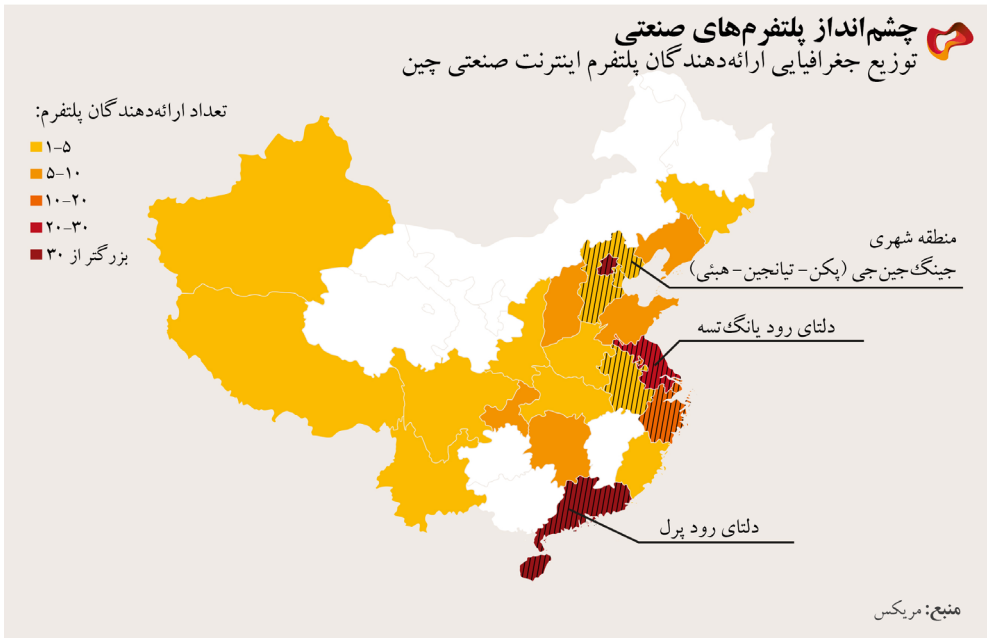 چشم‌انداز پلتفرم‌های صنعتی
توزیع جغرافیایی ارائه‌دهندگان پلتفرم اینترنت صنعتی چین
تعداد ارائه‌دهندگان پلتفرم:
۱-۵
۵-۱۰
۱۰-۲۰
۲۰-۳۰
بزرگتر از ۳۰
منطقه شهری
جینگ‌جین‌جی (پکن- تیانجین- هبئی)
دلتای رود یانگ‌تسه
دلتای رود پرل
منبع: مریکس